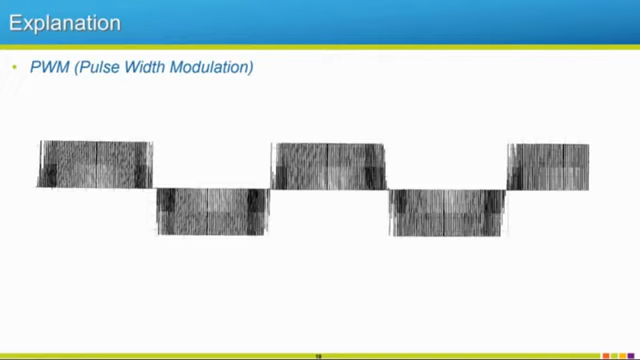 Explanation
• PWM (Pulse Width Modulation)